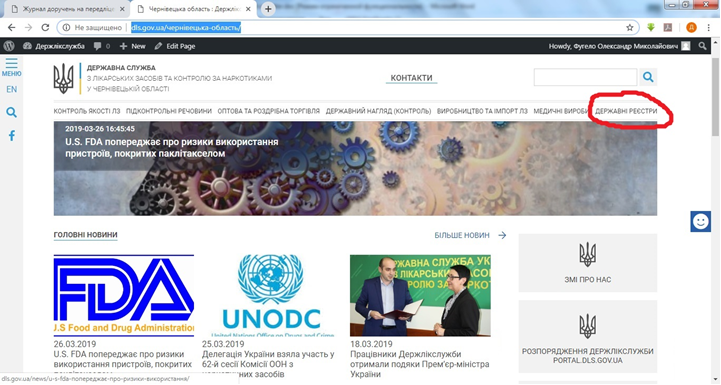 Журнал доручень на передліце
Чернівецька область : Держлік
Не защищено
dls.gov.ua/чернівецька-область/
Держлікслужба
0
New
Edit Page
Howdy, Фугело Олександр Миколайович
МЕНЮ
EN
ДЕРЖАВНА СЛУЖБА
З ЛІКАРСЬКИХ ЗАСОБІВ ТА КОНТРОЛЮ ЗА НАРКОТИКАМИ
У ЧЕРНІВЕЦЬКІЙ ОБЛАСТІ
КОНТАКТИ
КОНТРОЛЬ ЯКОСТІ ЛЗ ПІДКОНТРОЛЬНІ РЕЧОВИНИ ОПТОВА ТА РОЗДРІБНА ТОРГІВЛЯ ДЕРЖАВНИЙ НАГЛЯД (КОНТРОЛЬ) ВИРОБНИЦТВО ТА ІМПОРТ ЛЗ МЕДИЧНІ ВИРОБИ ДЕРЖАВНІ РЕЄСТРИ
2019-03-26 16:45:45
U.S. FDA попереджає про ризики використання
пристроїв, покритих паклітакселом
ГОЛОВНІ НОВИНИ
БІЛЬШЕ НОВИН
FDA
U.S Food and Drug Administration
UNODC
United Nations Office on Drugs and Crime
26.03.2019
U.S. FDA попереджає про ризики
використання пристроїв, покритих
25.03.2019
Делегація України взяла участь у
62-ій сесії Комісії ООН з
наркотичних засобів
18.03.2019
Працівники Держлікслужби
отримали подяки Прем'єр-міністра
України
ЗМІ ПРО НАС
РОЗПОРЯДЖЕННЯ ДЕРЖЛІКСЛУЖБИ
PORTAL.DLS.GOV.UA
dls.gov.ua/news/u-s-fda-попереджає-про-ризики-використання/